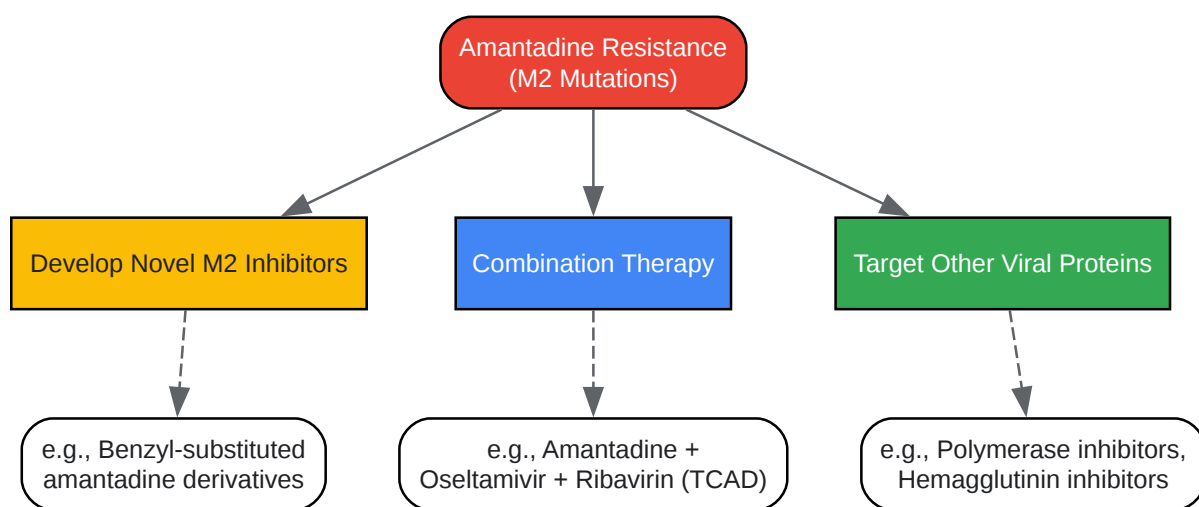 Amantadine Resistance
(M2 Mutations)
Develop Novel M2 Inhibitors
Combination Therapy
Target Other Viral Proteins
e.g., Benzyl-substituted
amantadine derivatives
e.g., Amantadine +
Oseltamivir + Ribavirin (TCAD)
e.g., Polymerase inhibitors,
Hemagglutinin inhibitors